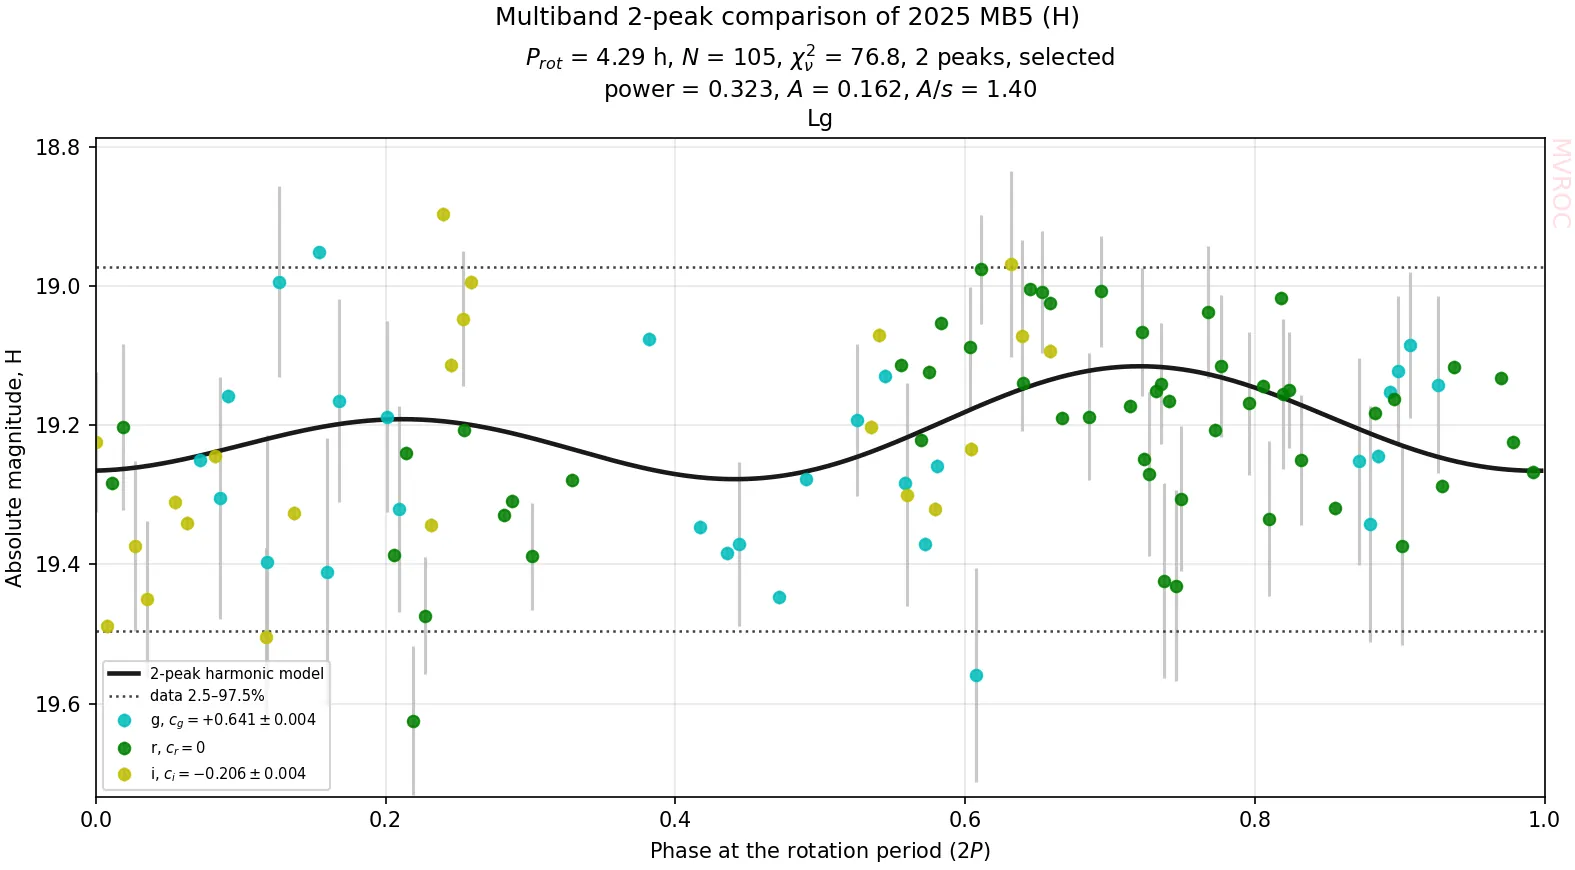 Multiband 2-peak comparison of 2025 MB5 (H)
P_rot = 4.29 h, N = 105, χ²_ν = 76.8, 2 peaks, selected
power = 0.323, A = 0.162, A/s = 1.40
Lg
MVROC
Absolute magnitude, H
18.8
19.0
19.2
19.4
19.6
2-peak harmonic model
data 2.5–97.5%
g, c_g = +0.641 ± 0.004
r, c_r = 0
i, c_i = −0.206 ± 0.004
0.0 0.2 0.4 0.6 0.8 1.0
Phase at the rotation period (2P)